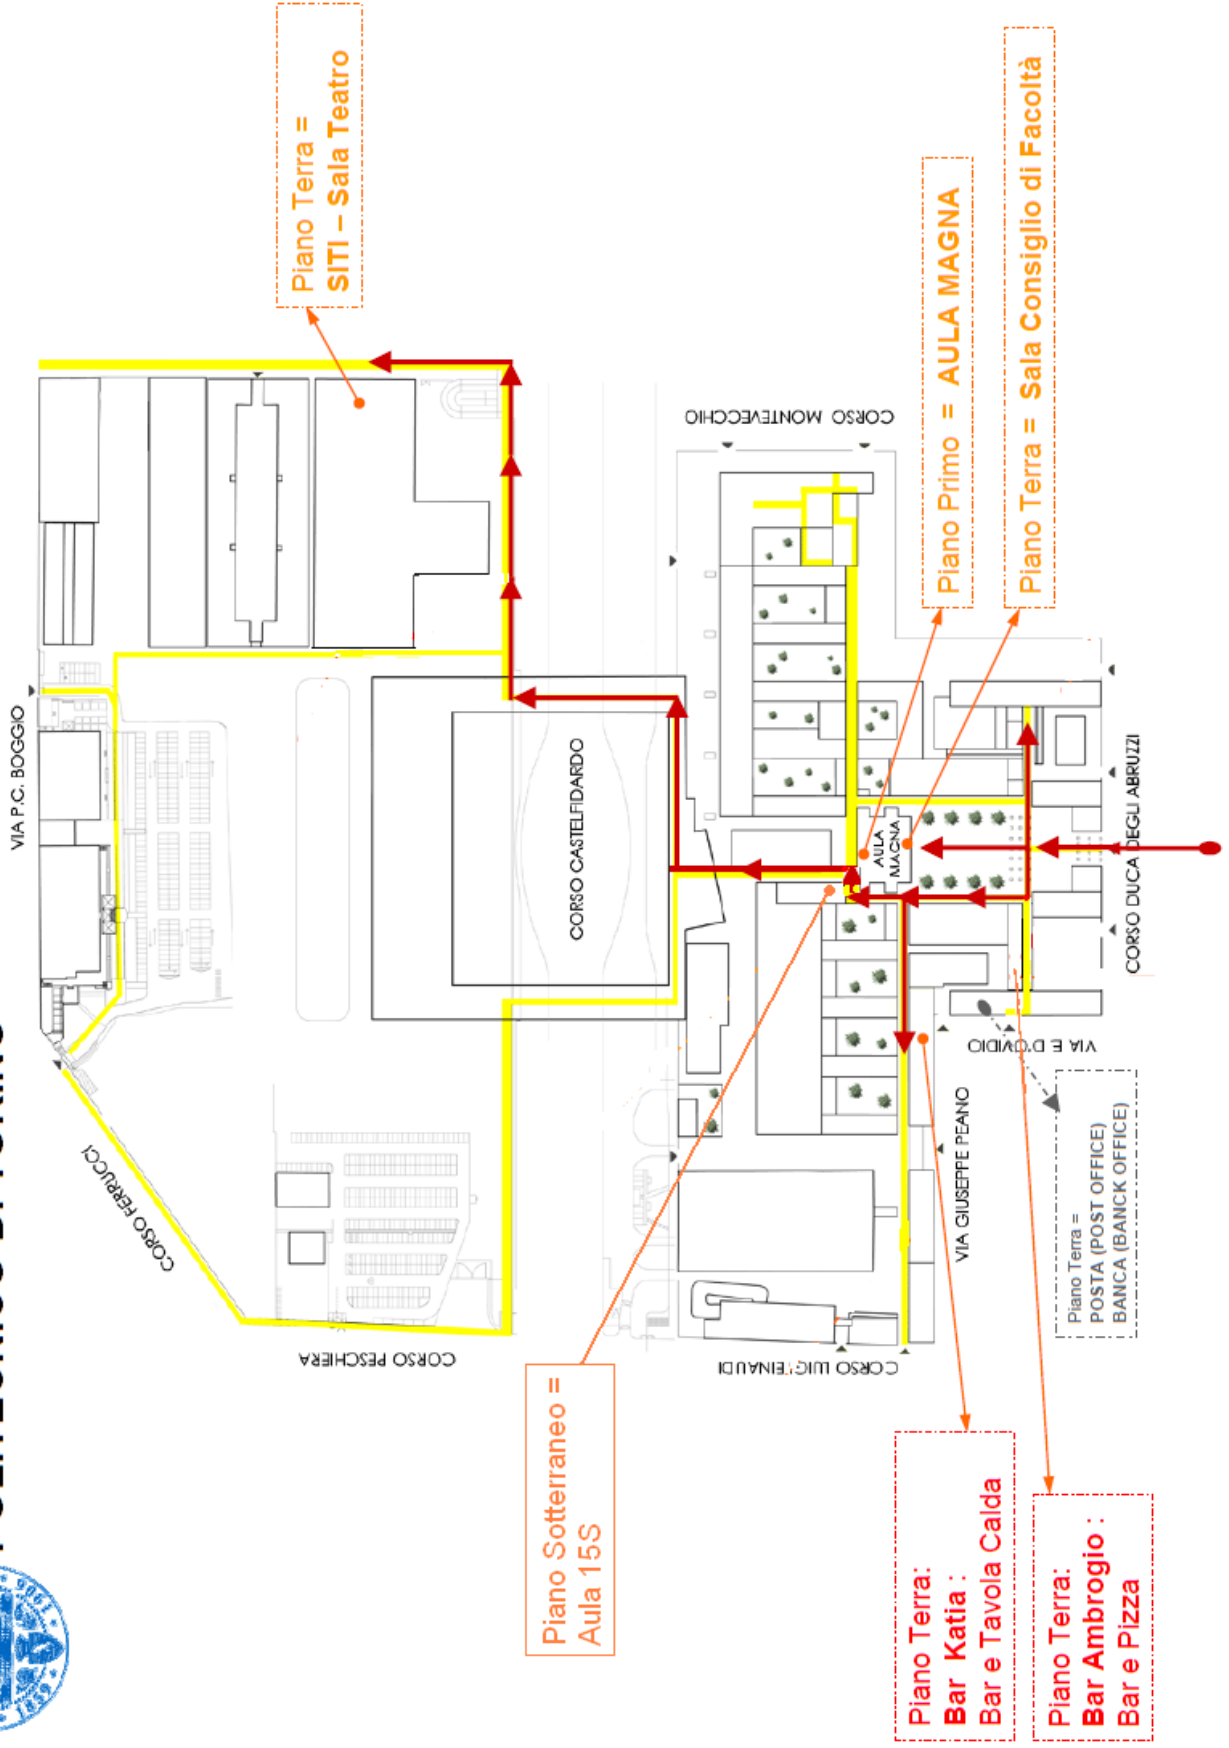 VIA P.C. BOGGIO
Piano Terra =
SITI – Sala Teatro
CORSO FERRUCCI
CORSO PESCHIERA
CORSO CASTELFIDARDO
CORSO MONTEVECCHIO
Piano Sotterraneo =
Aula 15S
AULA
MAGNA
Piano Primo = AULA MAGNA
Piano Terra = Sala Consiglio di Facoltà
CORSO LUIGI EINAUDI
VIA GIUSEPPE PEANO
VIA E D'OVIDIO
CORSO DUCA DEGLI ABRUZZI
Piano Terra =
POSTA (POST OFFICE)
BANCA (BANCK OFFICE)
Piano Terra:
Bar Katia :
Bar e Tavola Calda
Piano Terra:
Bar Ambrogio :
Bar e Pizza